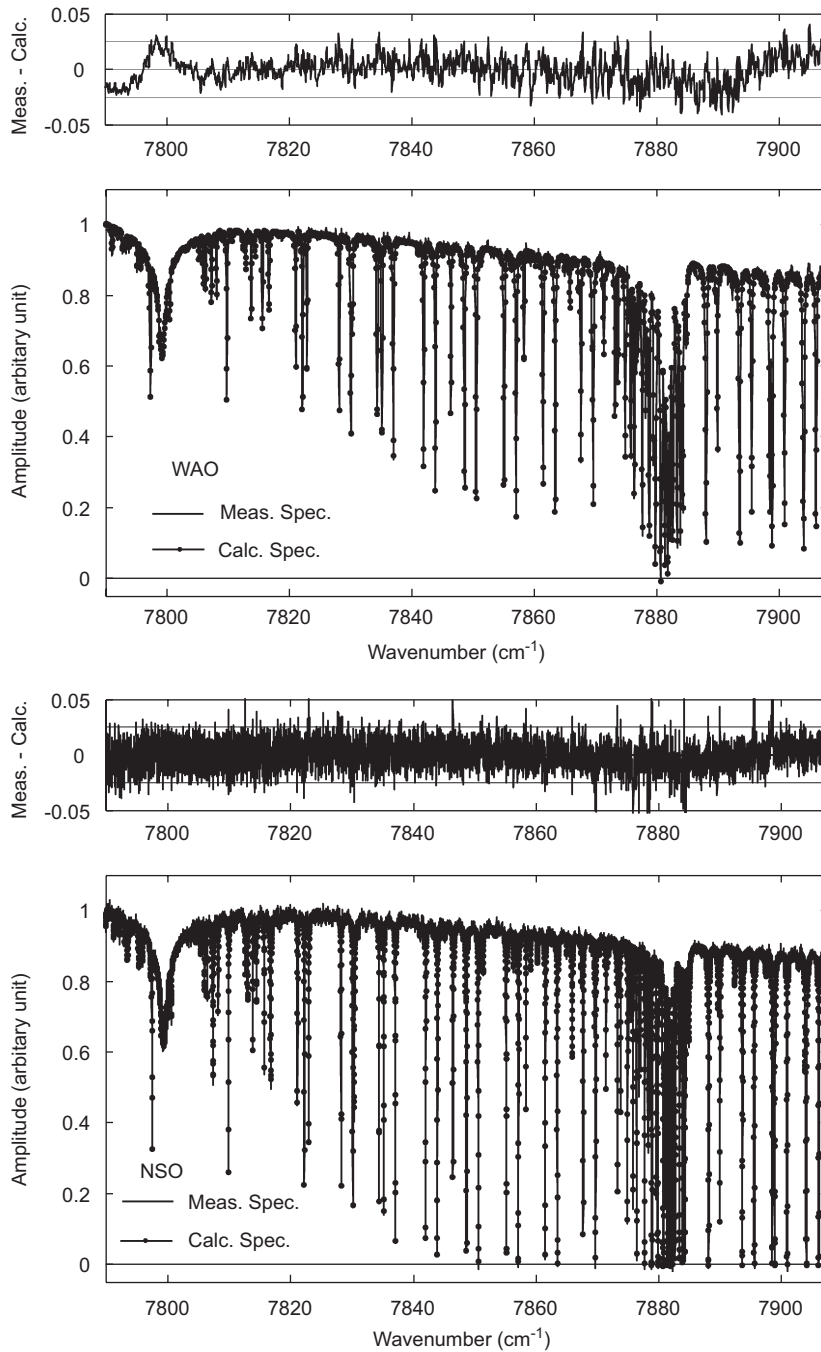 Meas. - Calc.
0.05
0
-0.05
7800 7820 7840 7860 7880 7900
Amplitude (arbitary unit)
1
0.8
0.6
0.4
0.2
0
WAO
Meas. Spec.
Calc. Spec.
7800 7820 7840 7860 7880 7900
Wavenumber (cm-1)
Meas. - Calc.
0.05
0
-0.05
7800 7820 7840 7860 7880 7900
Amplitude (arbitary unit)
1
0.8
0.6
0.4
0.2
0
NSO
Meas. Spec.
Calc. Spec.
7800 7820 7840 7860 7880 7900
Wavenumber (cm-1)